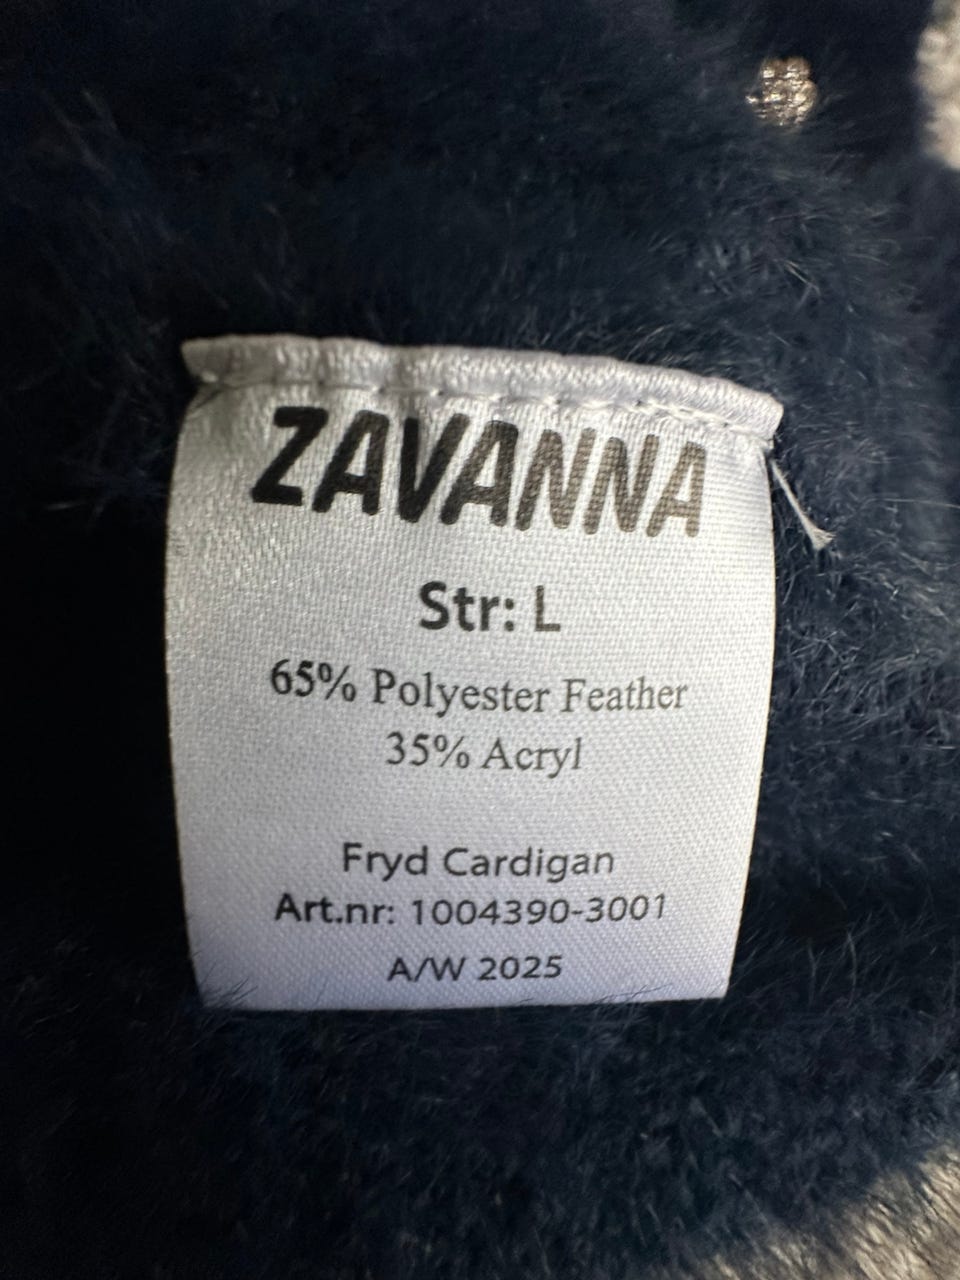 ZAVANNA
Str: L
65% Polyester Feather
35% Acryl
Fryd Cardigan
Art.nr: 1004390-3001
A/W 2025